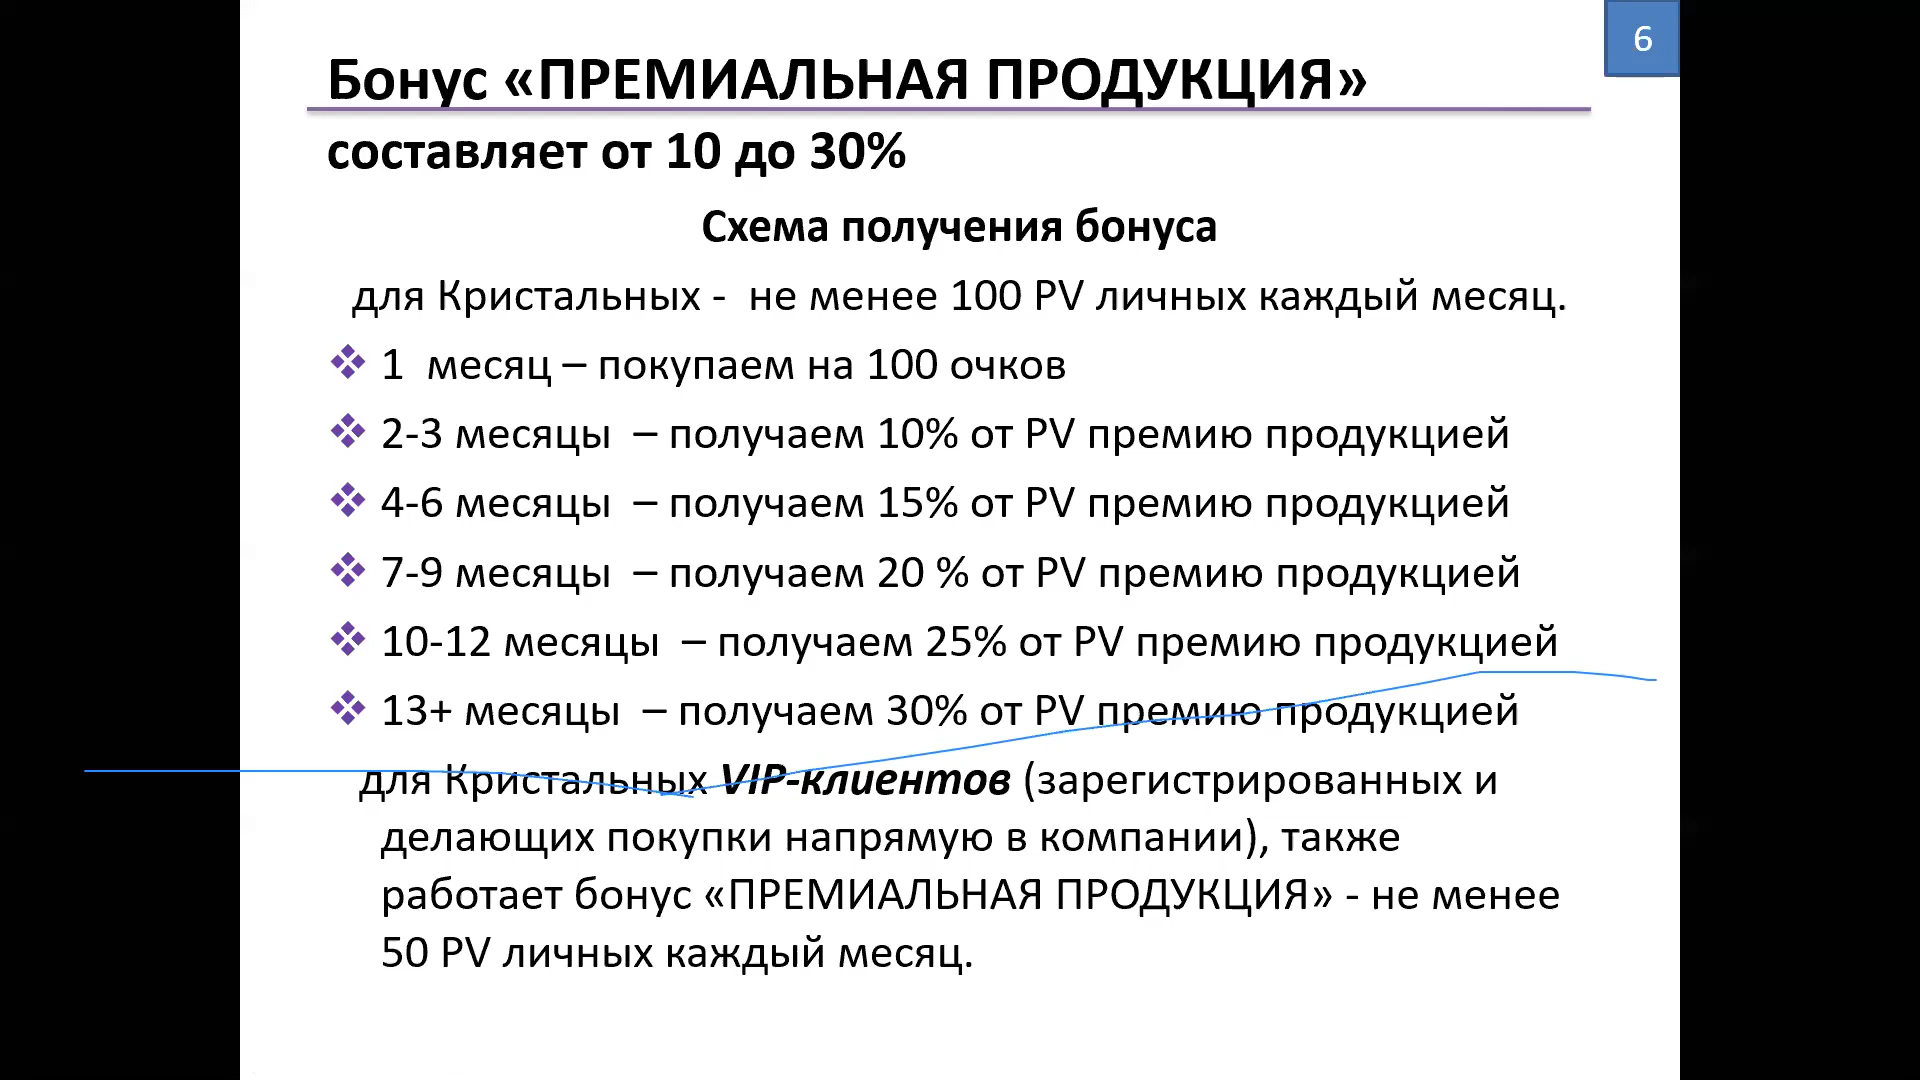 6
Бонус «ПРЕМИАЛЬНАЯ ПРОДУКЦИЯ»
составляет от 10 до 30%
Схема получения бонуса
для Кристальных - не менее 100 PV личных каждый месяц.
❖ 1 месяц – покупаем на 100 очков
❖ 2-3 месяцы – получаем 10% от PV премию продукцией
❖ 4-6 месяцы – получаем 15% от PV премию продукцией
❖ 7-9 месяцы – получаем 20 % от PV премию продукцией
❖ 10-12 месяцы – получаем 25% от PV премию продукцией
❖ 13+ месяцы – получаем 30% от PV премию продукцией
для Кристальных VIP-клиентов (зарегистрированных и
делающих покупки напрямую в компании), также
работает бонус «ПРЕМИАЛЬНАЯ ПРОДУКЦИЯ» - не менее
50 PV личных каждый месяц.